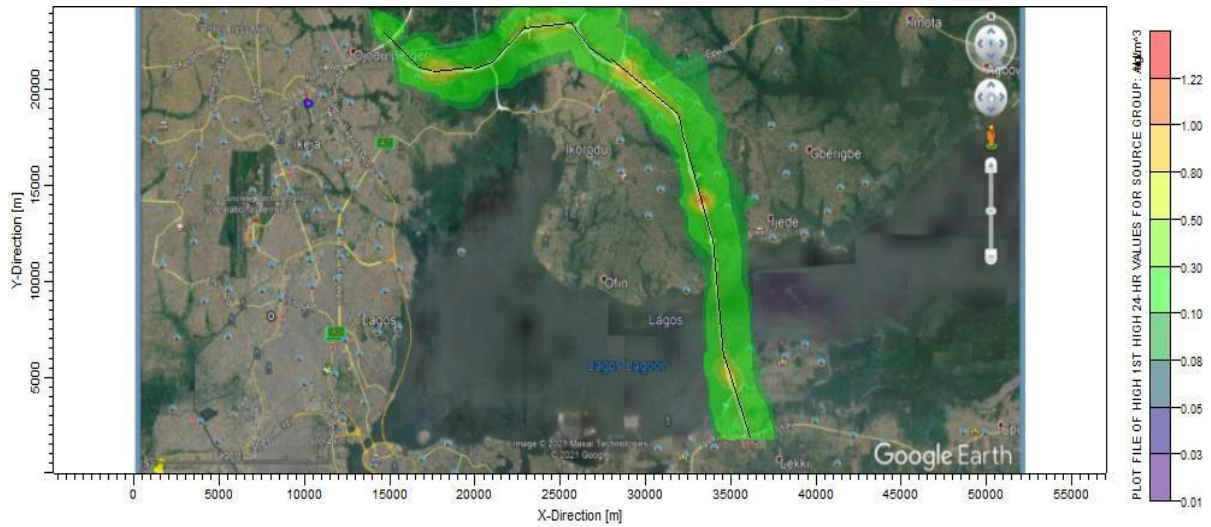 Imota
Ojodu Berger
Ikeja
Ikorodu
Gberigbe
Ijede
Ofin
Lagos
Lagos
Lagos Lagoon
Image © 2021 Maxar Technologies
© 2021 Google
Google Earth
Lekki
Y-Direction [m]
20000
15000
10000
5000
0
0
5000
10000
15000
20000
25000
30000
35000
40000
45000
50000
55000
X-Direction [m]
PLOT FILE OF HIGH 1ST HIGH 24-HR VALUES FOR SOURCE GROUP:
1.22
1.00
0.80
0.50
0.30
0.10
0.08
0.05
0.03
0.01